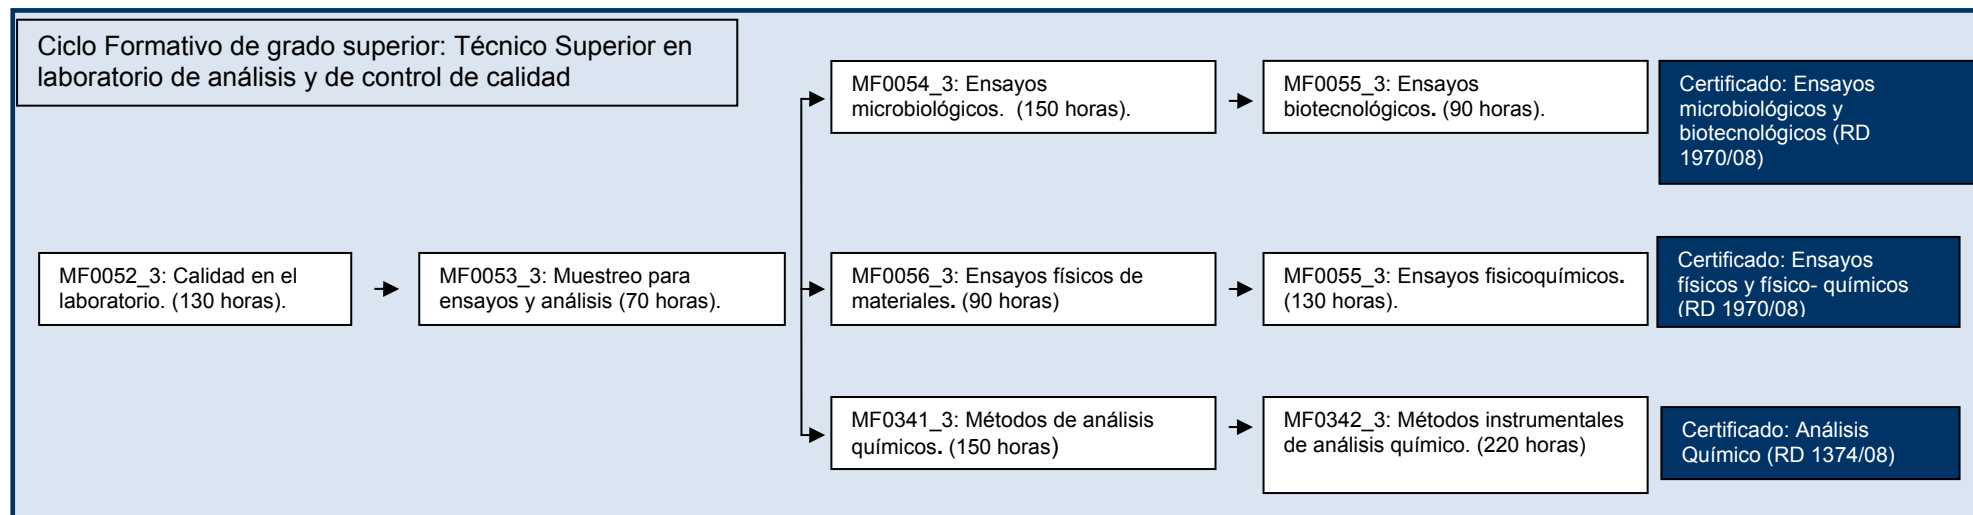 Ciclo Formativo de grado superior: Técnico Superior en
laboratorio de análisis y de control de calidad
MF0054_3: Ensayos
microbiológicos. (150 horas).
MF0055_3: Ensayos
biotecnológicos. (90 horas).
Certificado: Ensayos
microbiológicos y
biotecnológicos (RD
1970/08)
MF0052_3: Calidad en el
laboratorio. (130 horas).
MF0053_3: Muestreo para
ensayos y análisis (70 horas).
MF0056_3: Ensayos físicos de
materiales. (90 horas)
MF0055_3: Ensayos fisicoquímicos.
(130 horas).
Certificado: Ensayos
físicos y físico- químicos
(RD 1970/08)
MF0341_3: Métodos de análisis
químicos. (150 horas)
MF0342_3: Métodos instrumentales
de análisis químico. (220 horas)
Certificado: Análisis
Químico (RD 1374/08)